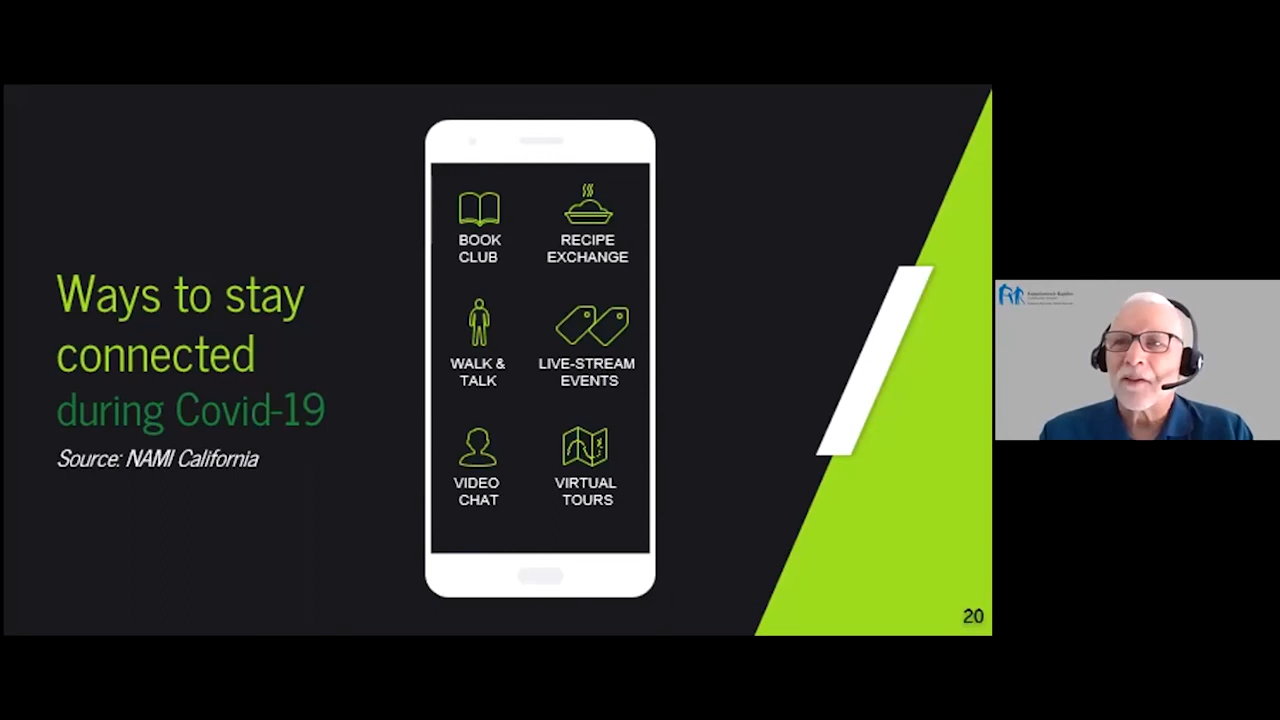 Ways to stay
connected
during Covid-19
Source: NAMI California
BOOK
CLUB
RECIPE
EXCHANGE
WALK &
TALK
LIVE-STREAM
EVENTS
VIDEO
CHAT
VIRTUAL
TOURS
20